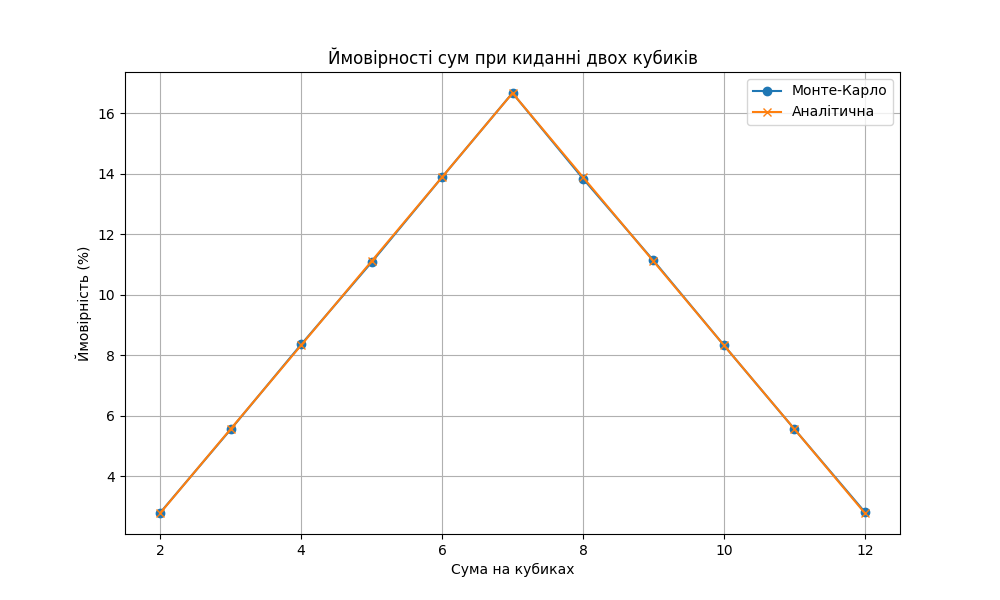 Ймовірності сум при киданні двох кубиків
Монте-Карло
Аналітична
Ймовірність (%)
16
14
12
10
8
6
4
2 4 6 8 10 12
Сума на кубиках